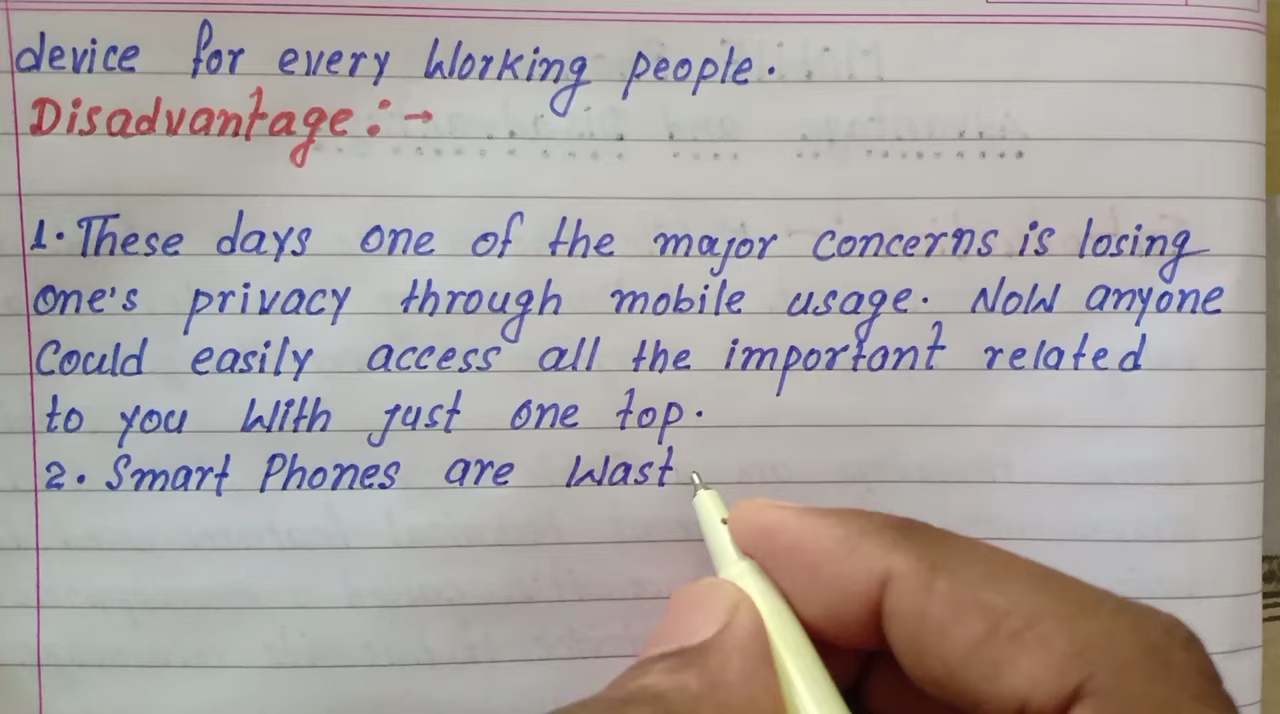 device for every Working people.
Disadvantage:→
1. These days one of the major concerns is losing
one's privacy through mobile usage. Now anyone
Could easily access all the important related
to you With just one top.
2. Smart Phones are Wast